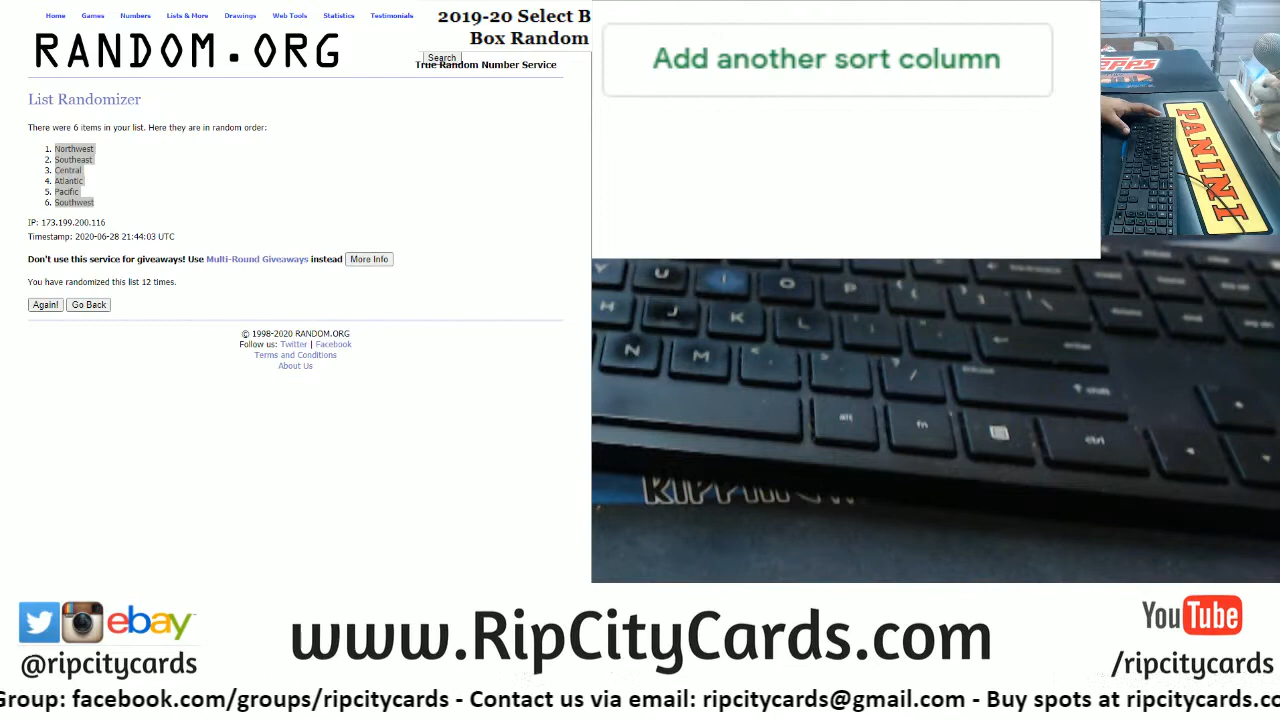 Home Games Numbers Lists & More Drawings Web Tools Statistics Testimonials
RANDOM.ORG
2019-20 Select B
Box Random
Search
True Random Number Service
List Randomizer
There were 6 items in your list. Here they are in random order:
1. Northwest
2. Southeast
3. Central
4. Atlantic
5. Pacific
6. Southwest
IP: 173.199.200.116
Timestamp: 2020-06-28 21:44:03 UTC
Don't use this service for giveaways! Use Multi-Round Giveaways instead More Info
You have randomized this list 12 times.
Again! Go Back
© 1998-2020 RANDOM.ORG
Follow us: Twitter | Facebook
Terms and Conditions
About Us
Add another sort column
PANINI
Y U I O P
H J K L
enter
N M
alt fn ctrl
ebay
@ripcitycards
www.RipCityCards.com
YouTube
/ripcitycards
Group: facebook.com/groups/ripcitycards - Contact us via email: ripcitycards@gmail.com - Buy spots at ripcitycards.co